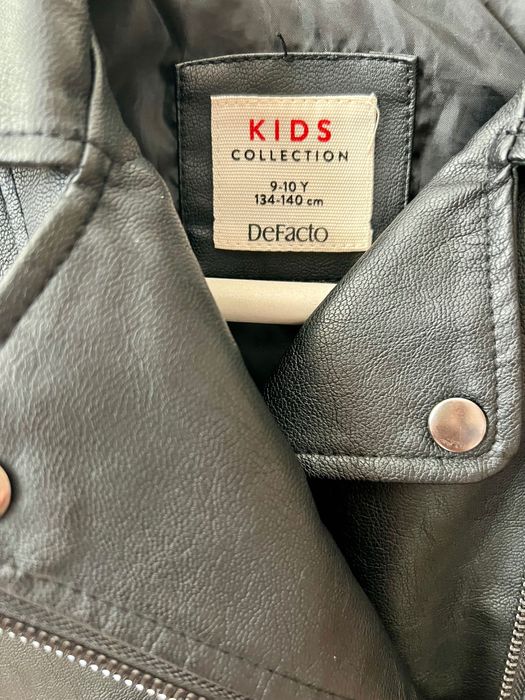 KIDS
COLLECTION
9-10 Y
134-140 cm
DeFacto